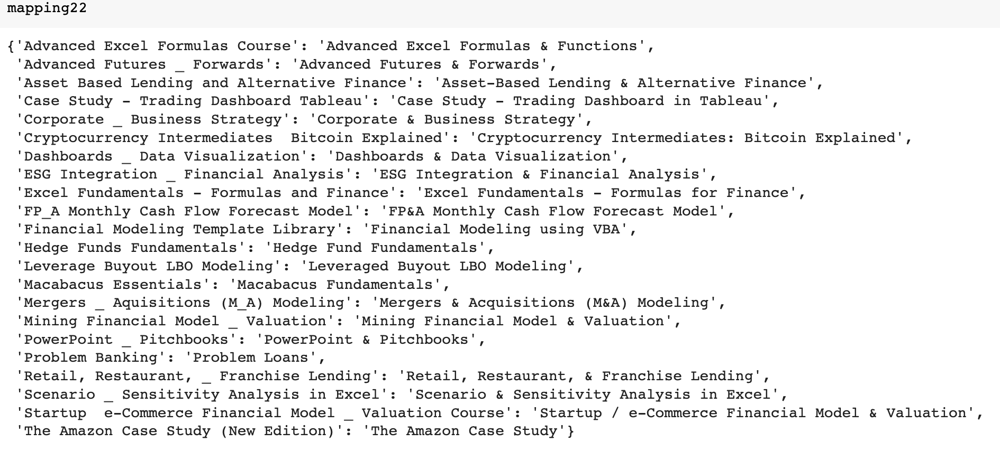 mapping22
{'Advanced Excel Formulas Course': 'Advanced Excel Formulas & Functions',
'Advanced Futures _ Forwards': 'Advanced Futures & Forwards',
'Asset Based Lending and Alternative Finance': 'Asset-Based Lending & Alternative Finance',
'Case Study - Trading Dashboard Tableau': 'Case Study - Trading Dashboard in Tableau',
'Corporate _ Business Strategy': 'Corporate & Business Strategy',
'Cryptocurrency Intermediates  Bitcoin Explained': 'Cryptocurrency Intermediates: Bitcoin Explained',
'Dashboards _ Data Visualization': 'Dashboards & Data Visualization',
'ESG Integration _ Financial Analysis': 'ESG Integration & Financial Analysis',
'Excel Fundamentals - Formulas and Finance': 'Excel Fundamentals - Formulas for Finance',
'FP_A Monthly Cash Flow Forecast Model': 'FP&A Monthly Cash Flow Forecast Model',
'Financial Modeling Template Library': 'Financial Modeling using VBA',
'Hedge Funds Fundamentals': 'Hedge Fund Fundamentals',
'Leverage Buyout LBO Modeling': 'Leveraged Buyout LBO Modeling',
'Macabacus Essentials': 'Macabacus Fundamentals',
'Mergers _ Aquisitions (M_A) Modeling': 'Mergers & Acquisitions (M&A) Modeling',
'Mining Financial Model _ Valuation': 'Mining Financial Model & Valuation',
'PowerPoint _ Pitchbooks': 'PowerPoint & Pitchbooks',
'Problem Banking': 'Problem Loans',
'Retail, Restaurant, _ Franchise Lending': 'Retail, Restaurant, & Franchise Lending',
'Scenario _ Sensitivity Analysis in Excel': 'Scenario & Sensitivity Analysis in Excel',
'Startup  e-Commerce Financial Model _ Valuation Course': 'Startup / e-Commerce Financial Model & Valuation',
'The Amazon Case Study (New Edition)': 'The Amazon Case Study'}